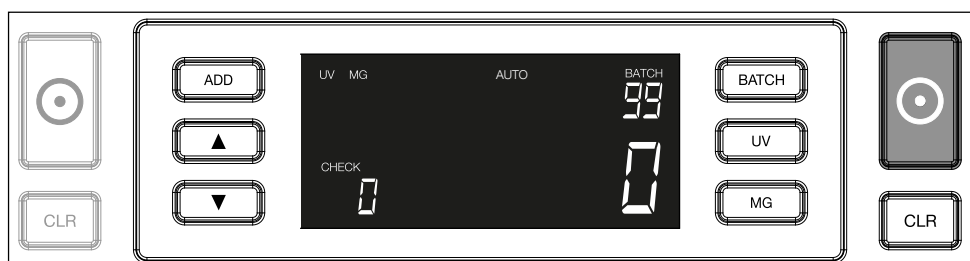 ADD
CLR
UV MG AUTO BATCH
99
CHECK
0
0
BATCH
UV
MG
CLR